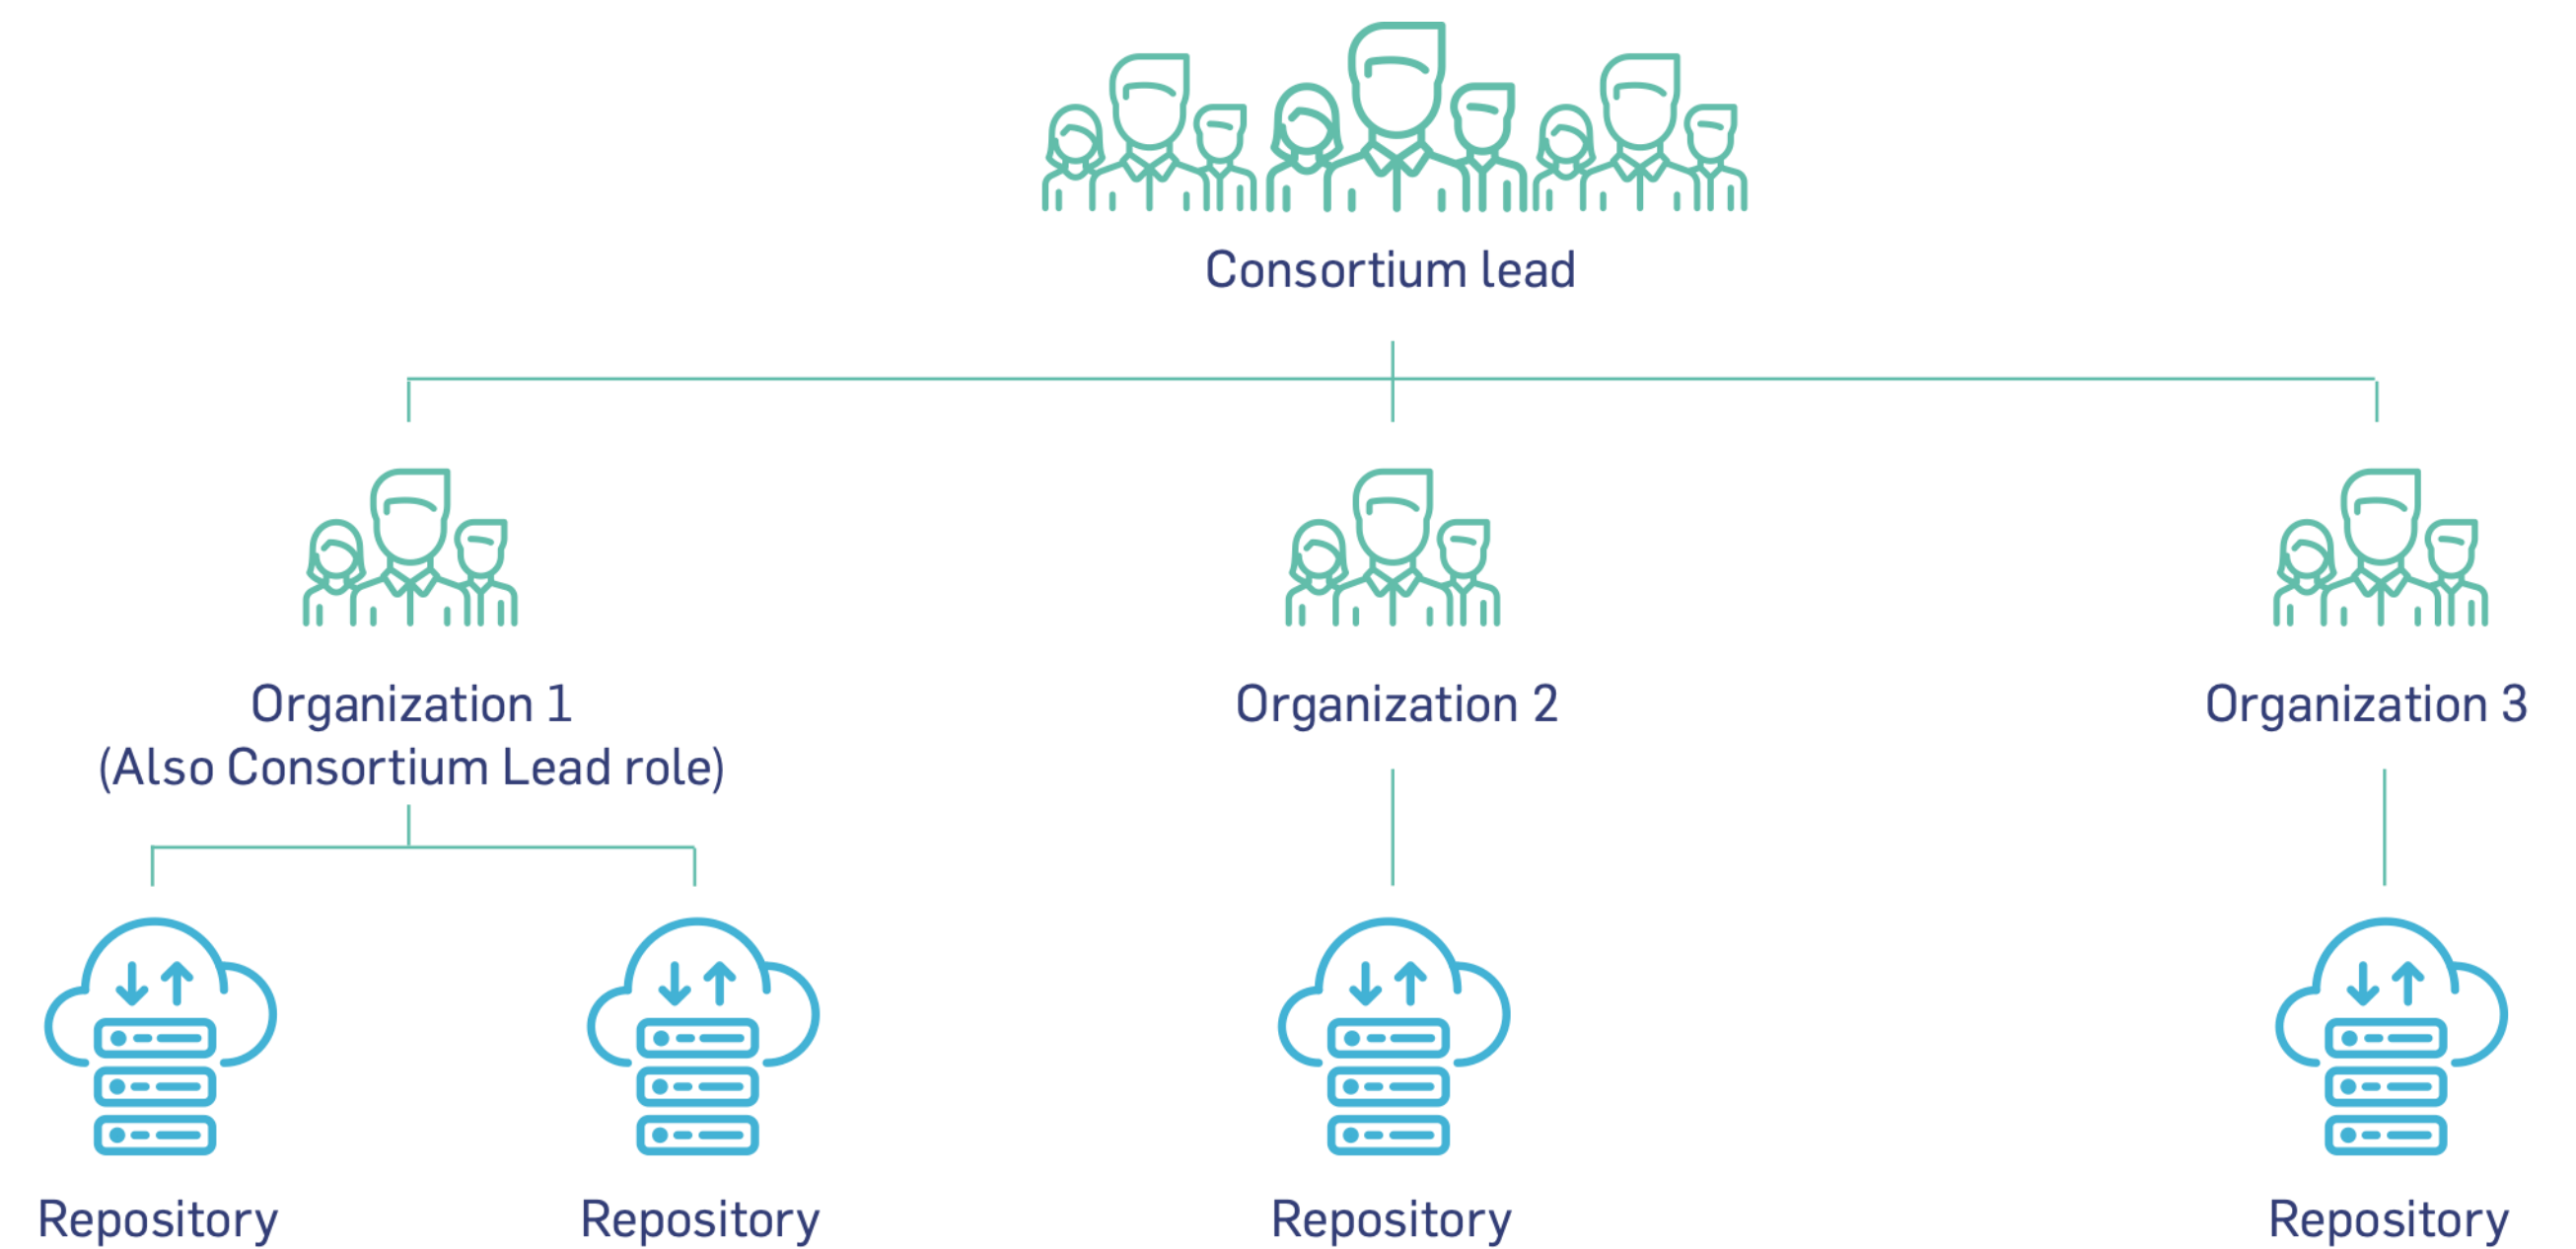 Consortium lead
Organization 1
(Also Consortium Lead role)
Organization 2
Organization 3
Repository
Repository
Repository
Repository